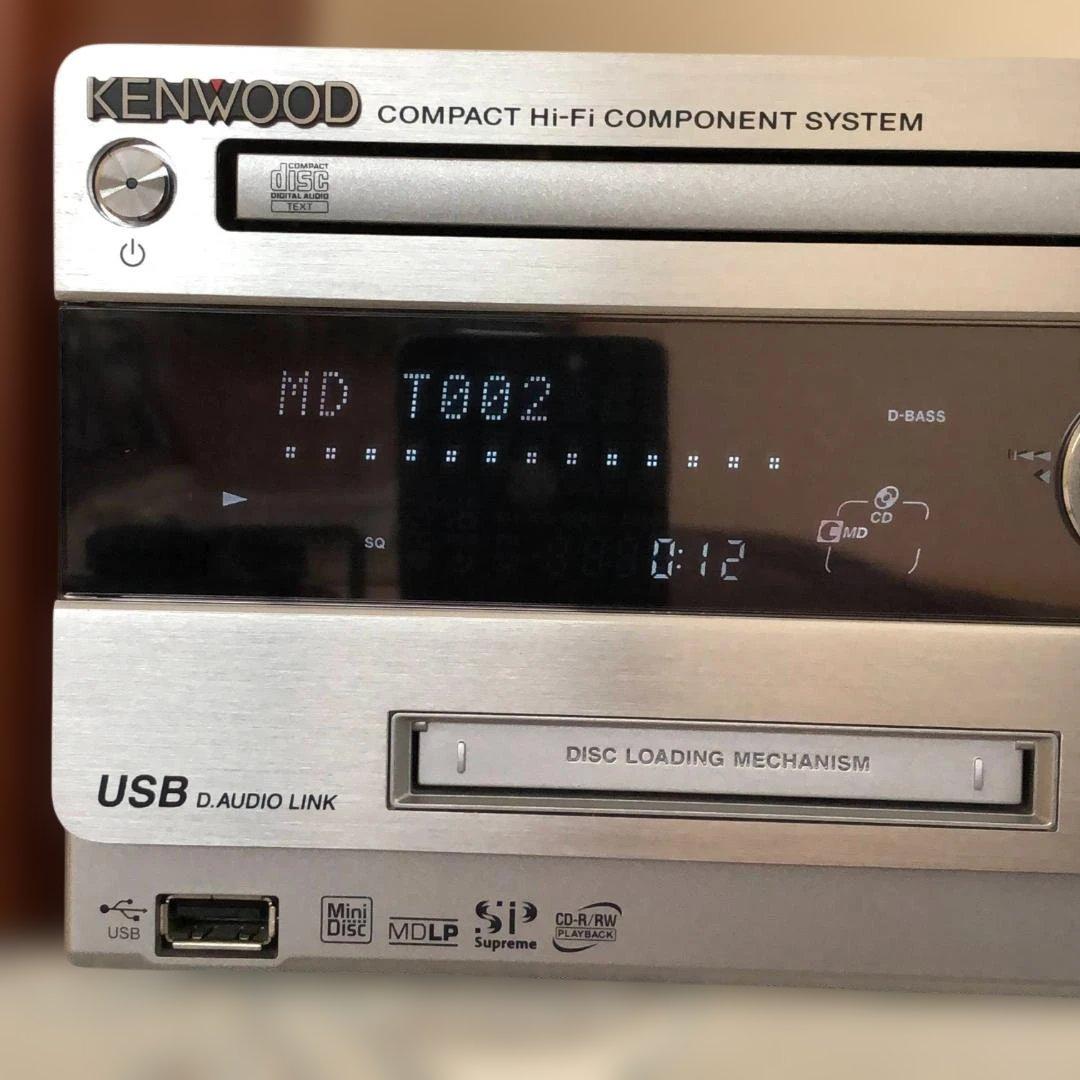 KENWOOD COMPACT Hi-Fi COMPONENT SYSTEM
COMPACT
disc
DIGITAL AUDIO
TEXT
MD T002
D-BASS
CD
MD
SQ
0:12
DISC LOADING MECHANISM
USB D.AUDIO LINK
USB
Mini
Disc
MDLP
Si
Supreme
CD-R/RW
PLAYBACK